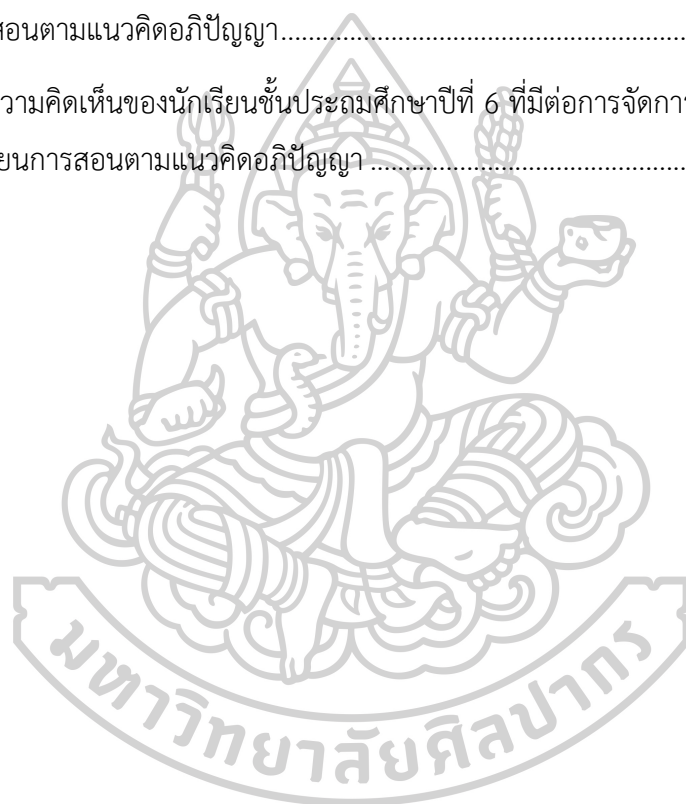 สอนตามแนวคิดอภิปัญญา
ความคิดเห็นของนักเรียนชั้นประถมศึกษาปีที่ 6 ที่มีต่อการจัดการ
ยนการสอนตามแนวคิดอภิปัญญา
มหาวิทยาลัยศิลปากร